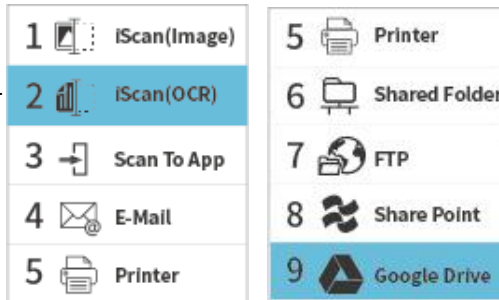 1 iScan(Image)
2 iScan(OCR)
3 Scan To App
4 E-Mail
5 Printer
5 Printer
6 Shared Folder
7 FTP
8 Share Point
9 Google Drive